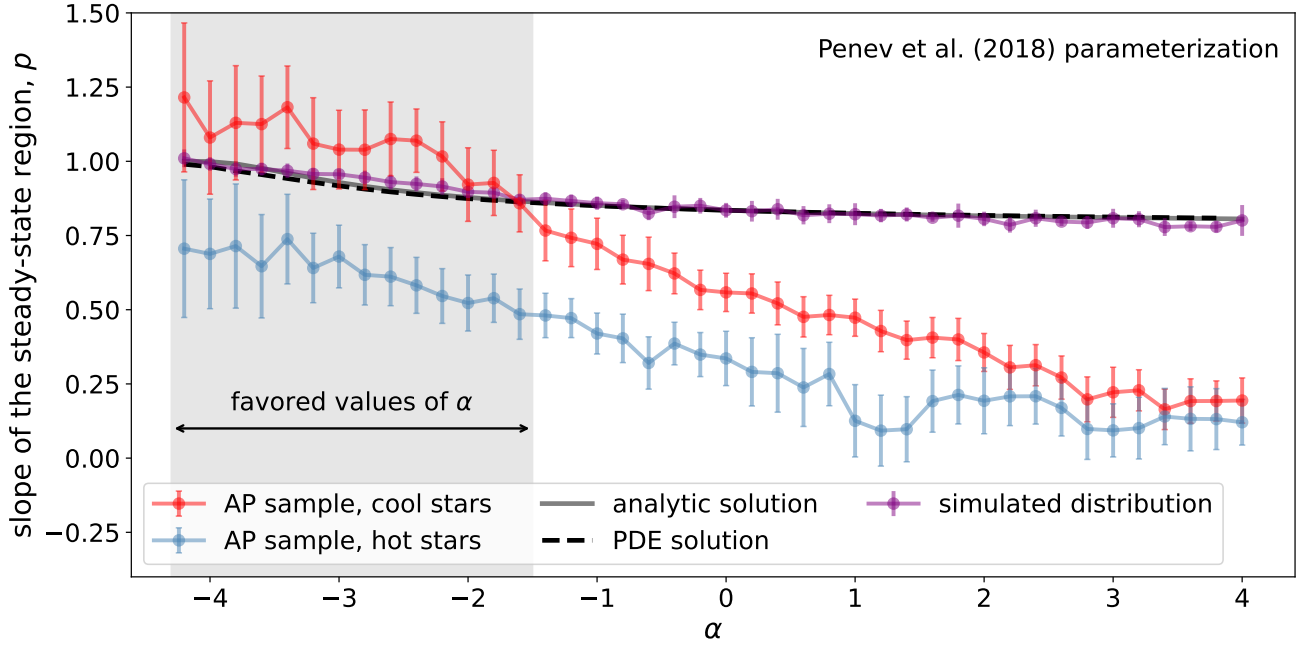 Penev et al. (2018) parameterization
slope of the steady-state region, p
1.50
1.25
1.00
0.75
0.50
0.25
0.00
−0.25
favored values of α
AP sample, cool stars
AP sample, hot stars
analytic solution
PDE solution
simulated distribution
−4 −3 −2 −1 0 1 2 3 4
α